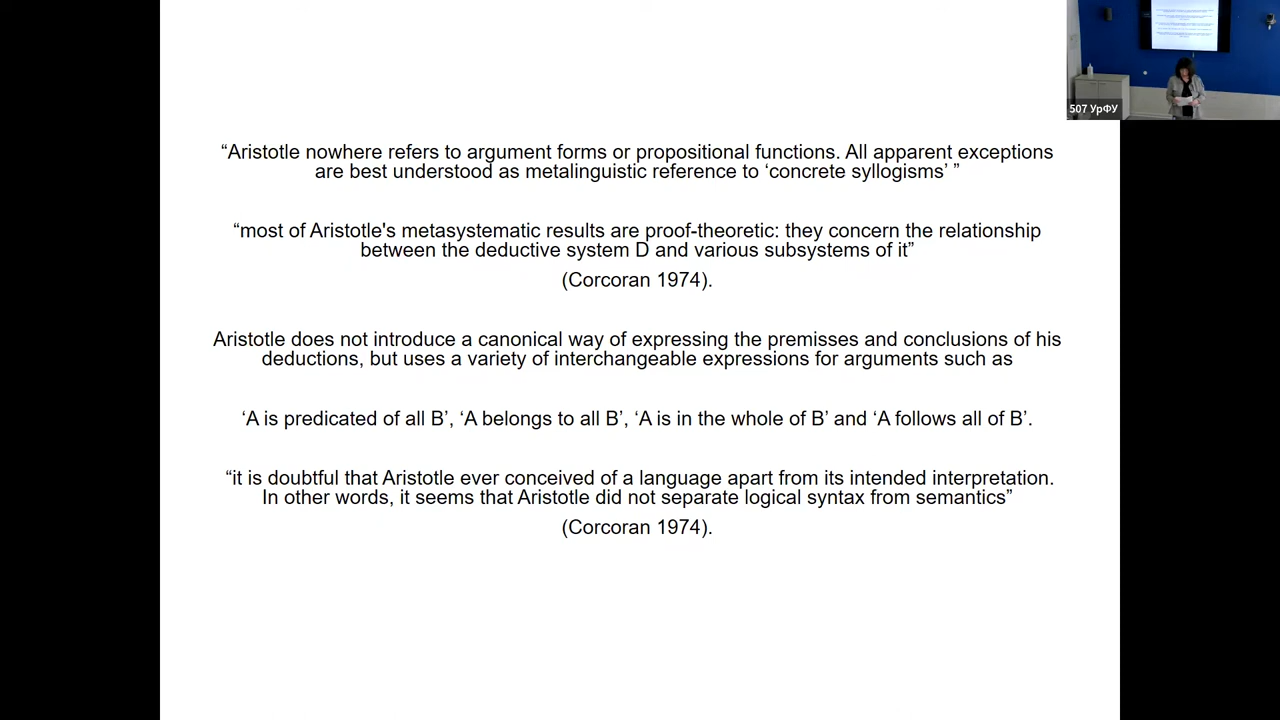 “Aristotle nowhere refers to argument forms or propositional functions. All apparent exceptions
are best understood as metalinguistic reference to ‘concrete syllogisms’ ”
“most of Aristotle's metasystematic results are proof-theoretic: they concern the relationship
between the deductive system D and various subsystems of it”
(Corcoran 1974).
Aristotle does not introduce a canonical way of expressing the premisses and conclusions of his
deductions, but uses a variety of interchangeable expressions for arguments such as
‘A is predicated of all B’, ‘A belongs to all B’, ‘A is in the whole of B’ and ‘A follows all of B’.
“it is doubtful that Aristotle ever conceived of a language apart from its intended interpretation.
In other words, it seems that Aristotle did not separate logical syntax from semantics”
(Corcoran 1974).
507 УрФУ